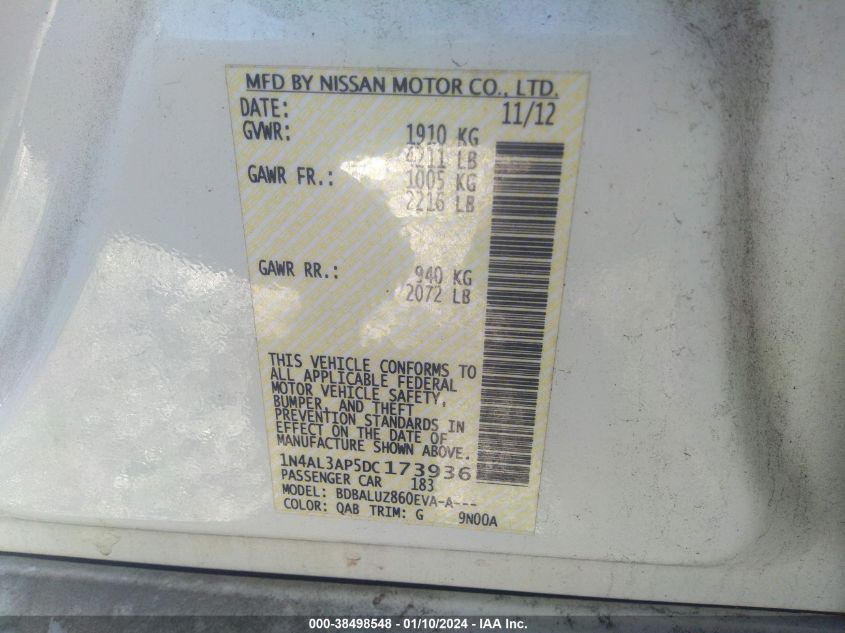 MFD BY NISSAN MOTOR CO., LTD.
DATE: 11/12
GVWR: 1910 KG
4211 LB
GAWR FR.: 1005 KG
2216 LB
GAWR RR.: 940 KG
2072 LB
THIS VEHICLE CONFORMS TO
ALL APPLICABLE FEDERAL
MOTOR VEHICLE SAFETY,
BUMPER, AND THEFT
PREVENTION STANDARDS IN
EFFECT ON THE DATE OF
MANUFACTURE SHOWN ABOVE.
1N4AL3AP5DC173936
PASSENGER CAR 183
MODEL: BDBALUZ860EVA-A---
COLOR: QAB TRIM: G 9N00A
000-38498548 - 01/10/2024 - IAA Inc.